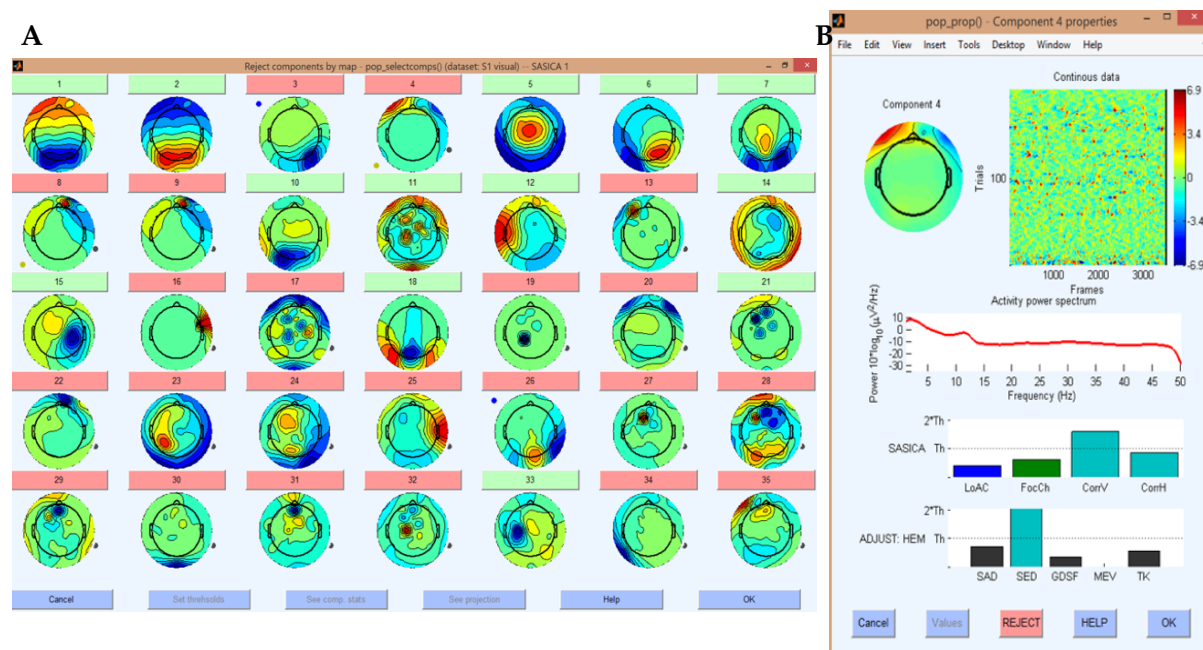 A
Reject components by map - pop_selectcomps() (dataset: S1 visual) -- SASICA 1
1 2 3 4 5 6 7
8 9 10 11 12 13 14
15 16 17 18 19 20 21
22 23 24 25 26 27 28
29 30 31 32 33 34 35
Cancel Set threhsolds See comp. stats See projection Help OK
B
pop_prop() - Component 4 properties
File Edit View Insert Tools Desktop Window Help
Continous data
Component 4
6.9
3.4
0
-3.4
-6.9
Trials
100
1000 2000 3000
Frames
Activity power spectrum
Power 10*log10(μV²/Hz)
10
0
-10
-20
-30
5 10 15 20 25 30 35 40 45 50
Frequency (Hz)
2*Th
SASICA Th
LoAC FocCh CorrV CorrH
2*Th
ADJUST: HEM Th
SAD SED GDSF MEV TK
Cancel Values REJECT HELP OK